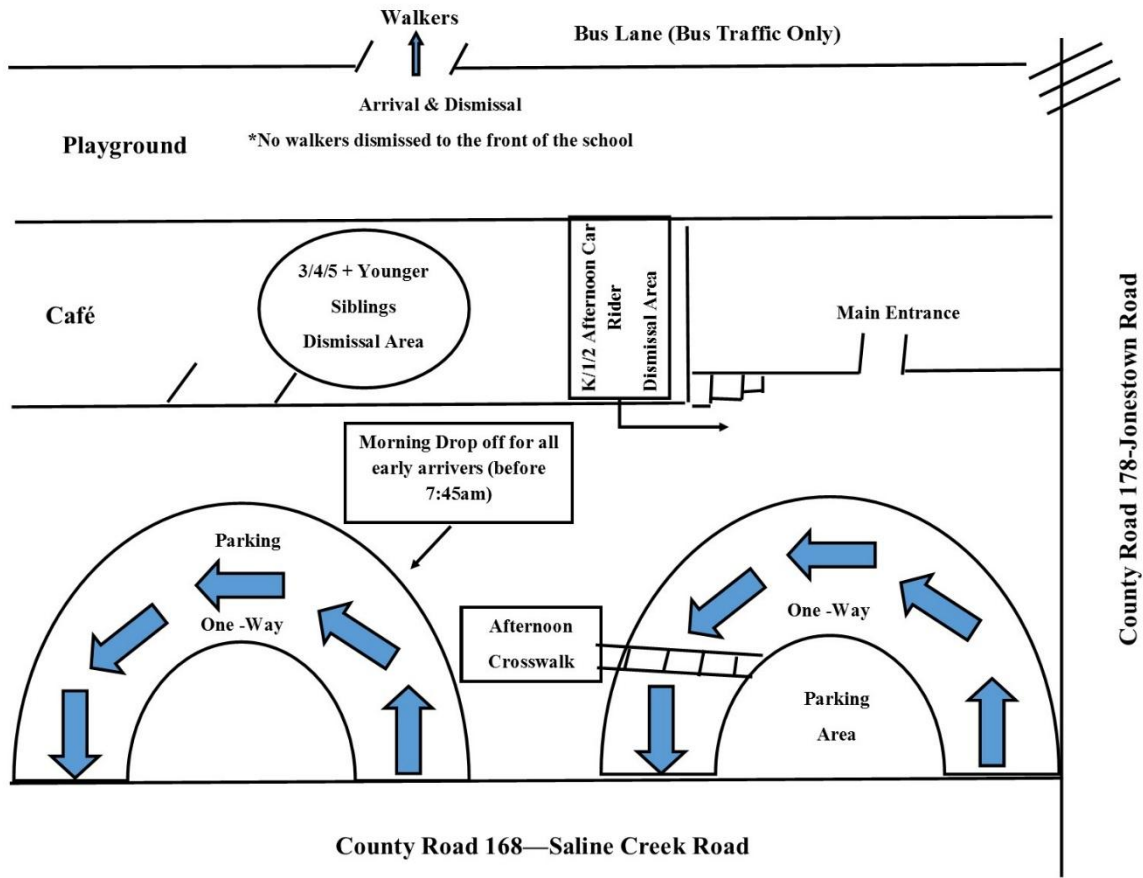 Walkers
Bus Lane (Bus Traffic Only)
Arrival & Dismissal
*No walkers dismissed to the front of the school
Playground
3/4/5 + Younger
Siblings
Dismissal Area
Café
K/1/2 Afternoon Car
Rider
Dismissal Area
Main Entrance
Morning Drop off for all
early arrivers (before
7:45am)
Parking
One -Way
Afternoon
Crosswalk
One -Way
Parking
Area
County Road 178-Jonestown Road
County Road 168—Saline Creek Road